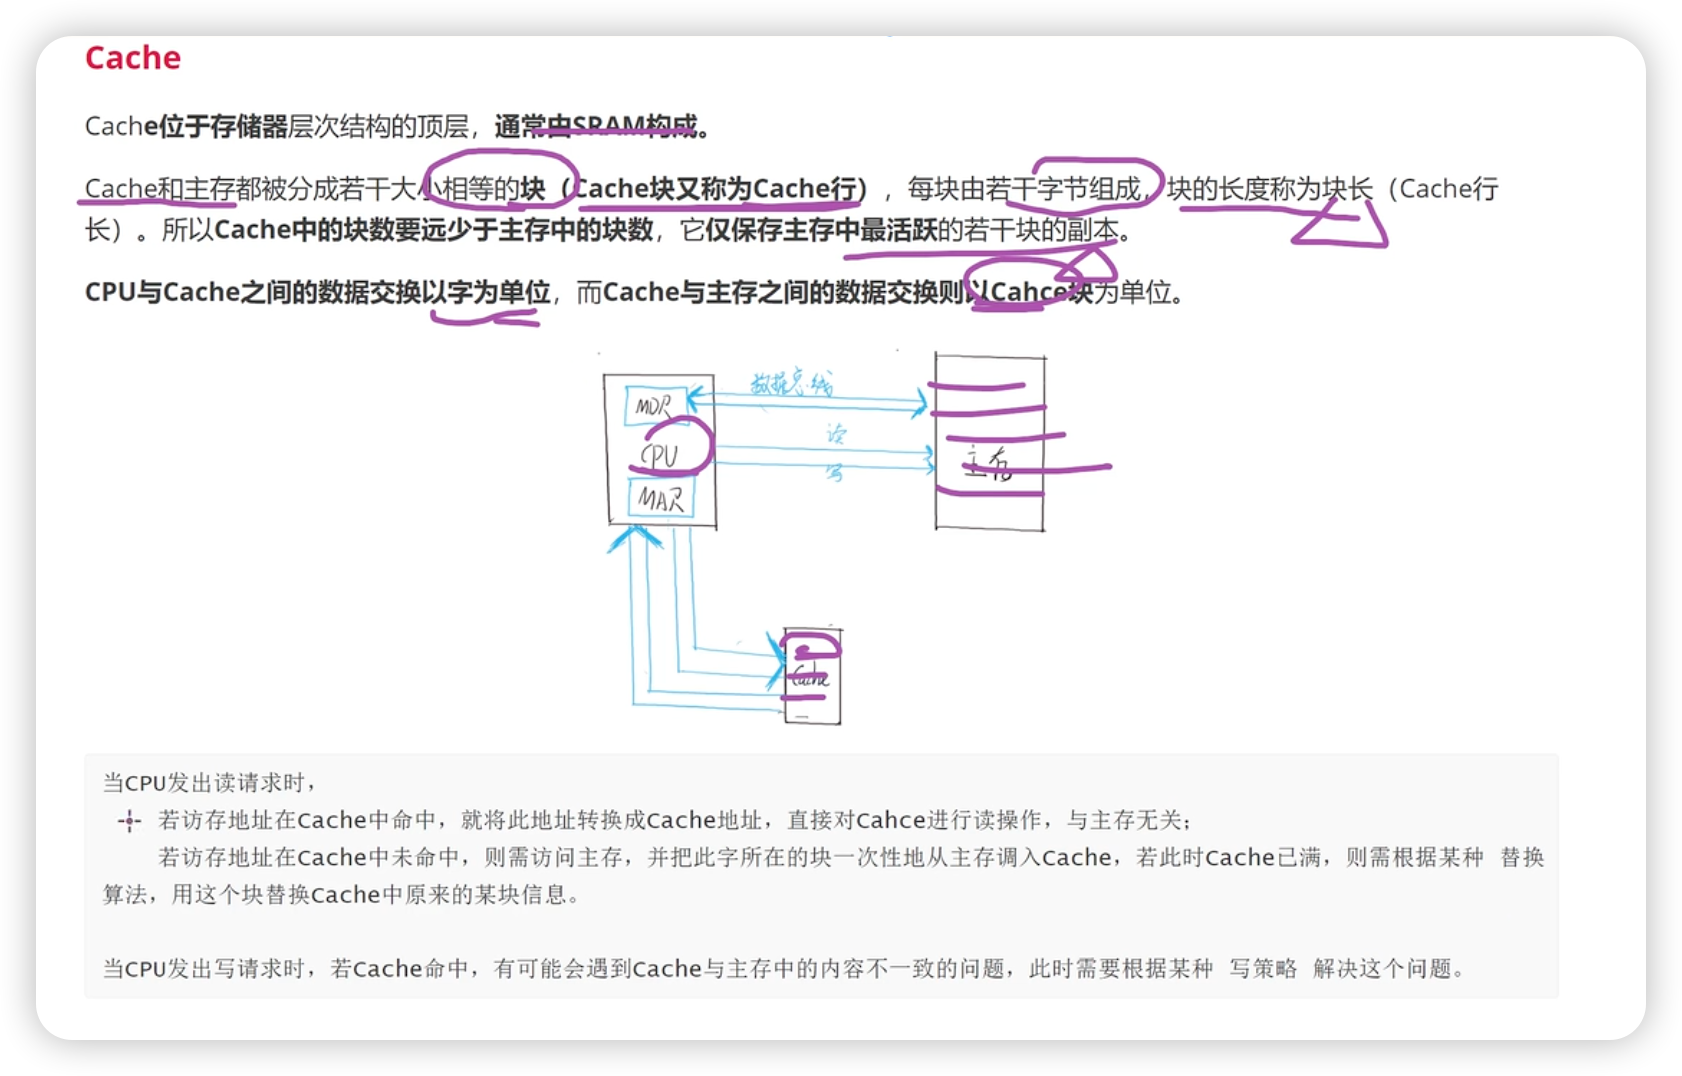 Cache
Cache位于存储器层次结构的顶层，通常由SRAM构成。
Cache和主存都被分成若干大小相等的块（Cache块又称为Cache行），每块由若干字节组成，块的长度称为块长（Cache行
长）。所以Cache中的块数要远少于主存中的块数，它仅保存主存中最活跃的若干块的副本。
CPU与Cache之间的数据交换以字为单位，而Cache与主存之间的数据交换则以Cahce块为单位。
数据总线
MDR
读
CPU
主存
写
MAR
Cache
当CPU发出读请求时，
若访存地址在Cache中命中，就将此地址转换成Cache地址，直接对Cahce进行读操作，与主存无关；
若访存地址在Cache中未命中，则需访问主存，并把此字所在的块一次性地从主存调入Cache，若此时Cache已满，则需根据某种 替换
算法，用这个块替换Cache中原来的某块信息。
当CPU发出写请求时，若Cache命中，有可能会遇到Cache与主存中的内容不一致的问题，此时需要根据某种 写策略 解决这个问题。